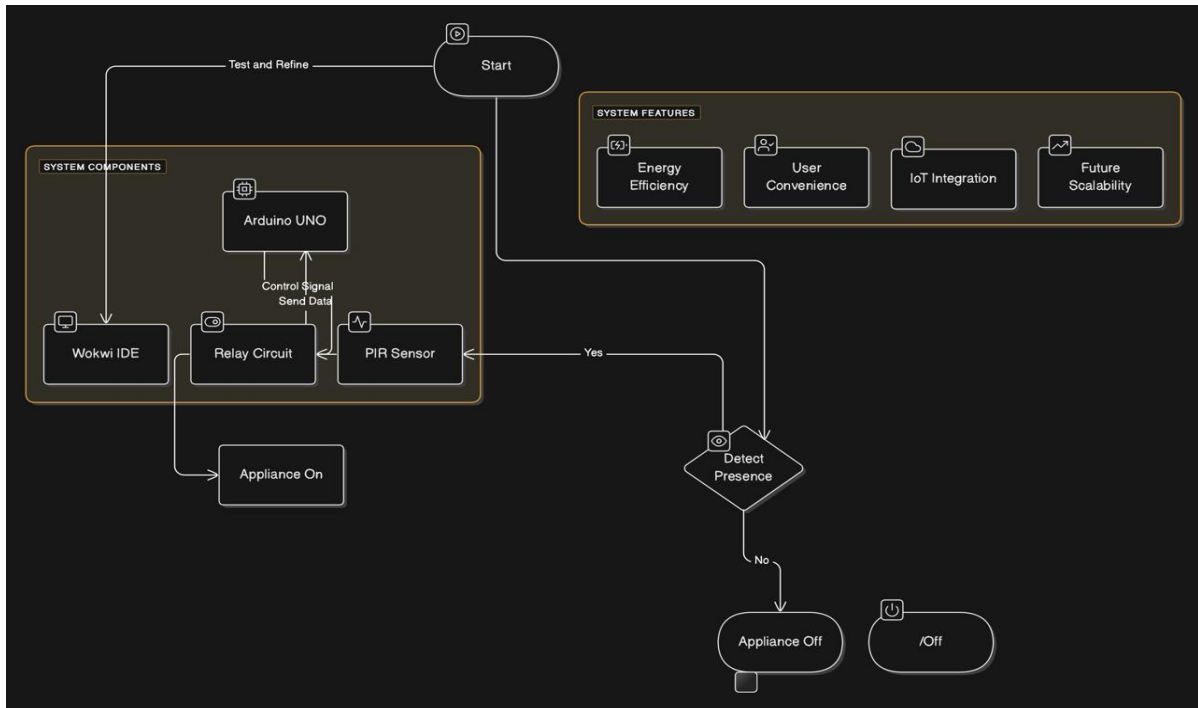 Start
Test and Refine
SYSTEM FEATURES
Energy
Efficiency
User
Convenience
IoT Integration
Future
Scalability
SYSTEM COMPONENTS
Arduino UNO
Control Signal
Send Data
Wokwi IDE
Relay Circuit
PIR Sensor
Yes
Appliance On
Detect
Presence
No
Appliance Off
/Off